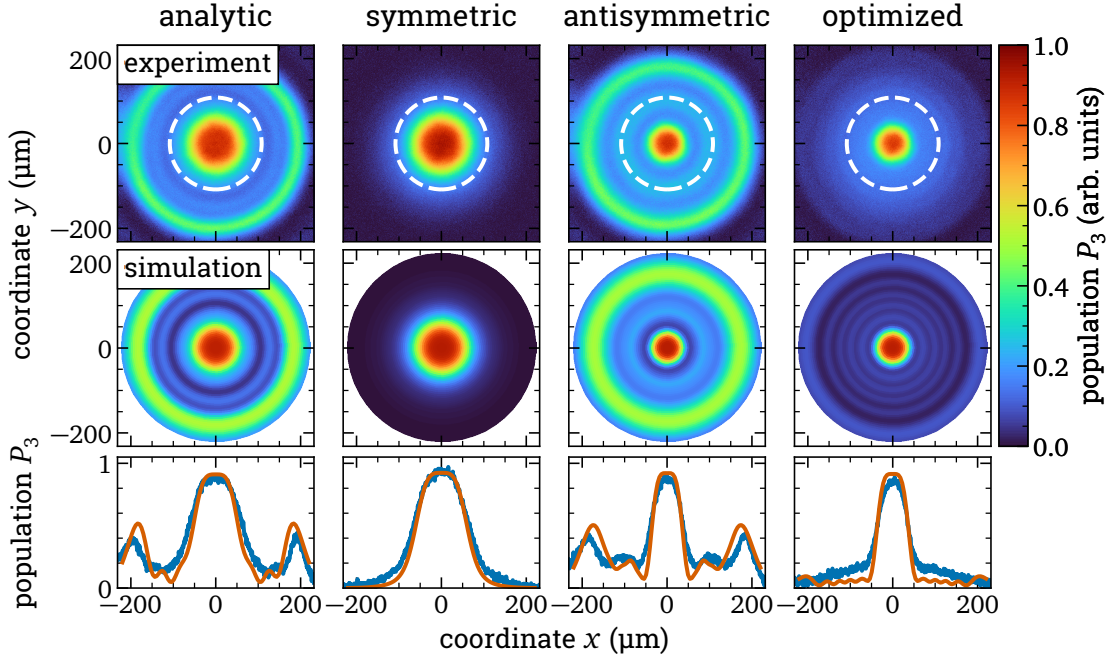 analytic symmetric antisymmetric optimized
experiment
simulation
200
0
−200
200
0
−200
coordinate y (µm)
1
0
population P3
−200 0 200 −200 0 200 −200 0 200 −200 0 200
coordinate x (µm)
1.0
0.8
0.6
0.4
0.2
0.0
population P3 (arb. units)